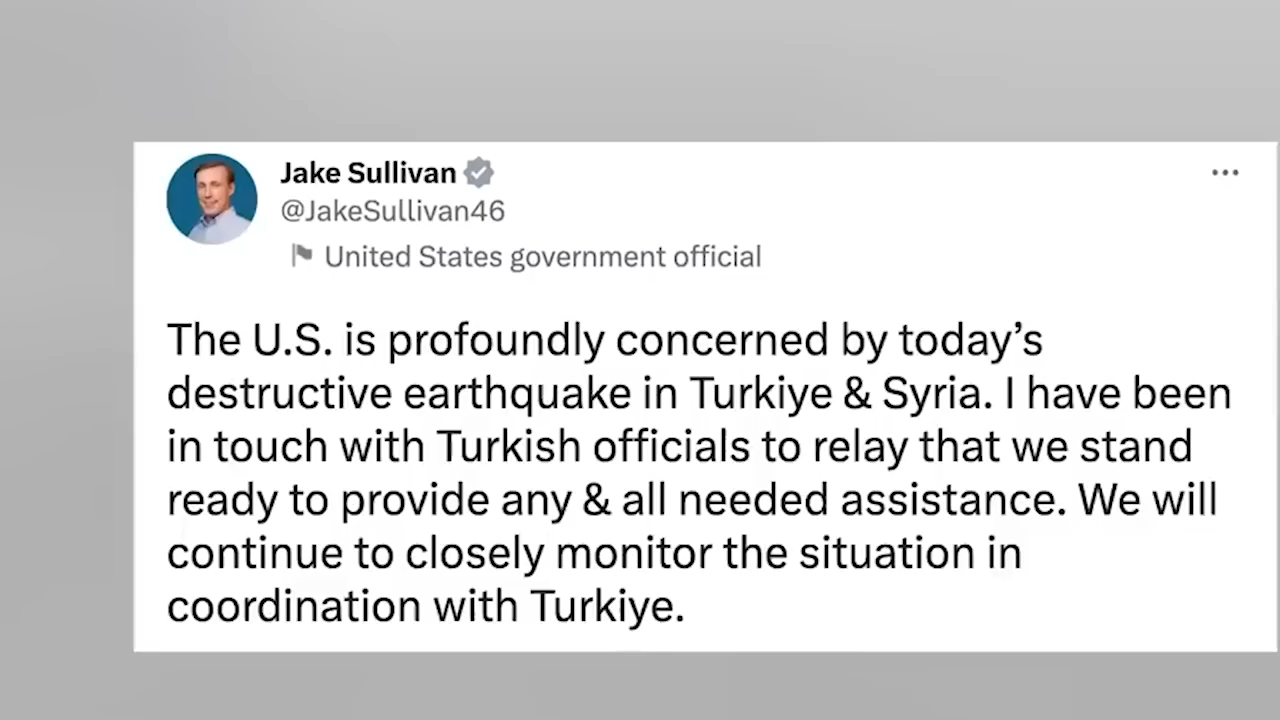 Jake Sullivan
@JakeSullivan46
United States government official
The U.S. is profoundly concerned by today’s
destructive earthquake in Turkiye & Syria. I have been
in touch with Turkish officials to relay that we stand
ready to provide any & all needed assistance. We will
continue to closely monitor the situation in
coordination with Turkiye.